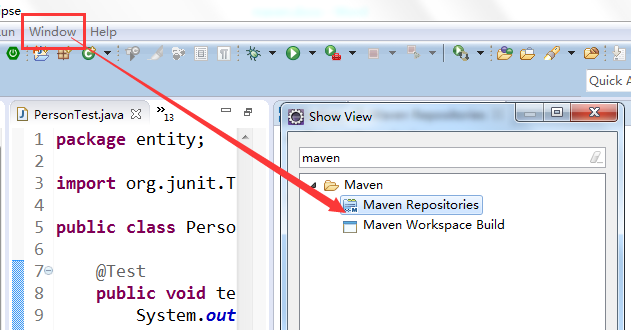 pse
Run Window Help
Quick A
PersonTest.java
13
Show View
maven
Maven
Maven Repositories
Maven Workspace Build
1 package entity;
2
3 import org.junit.T
4
5 public class Perso
6
7 @Test
8 public void te
9 System.out